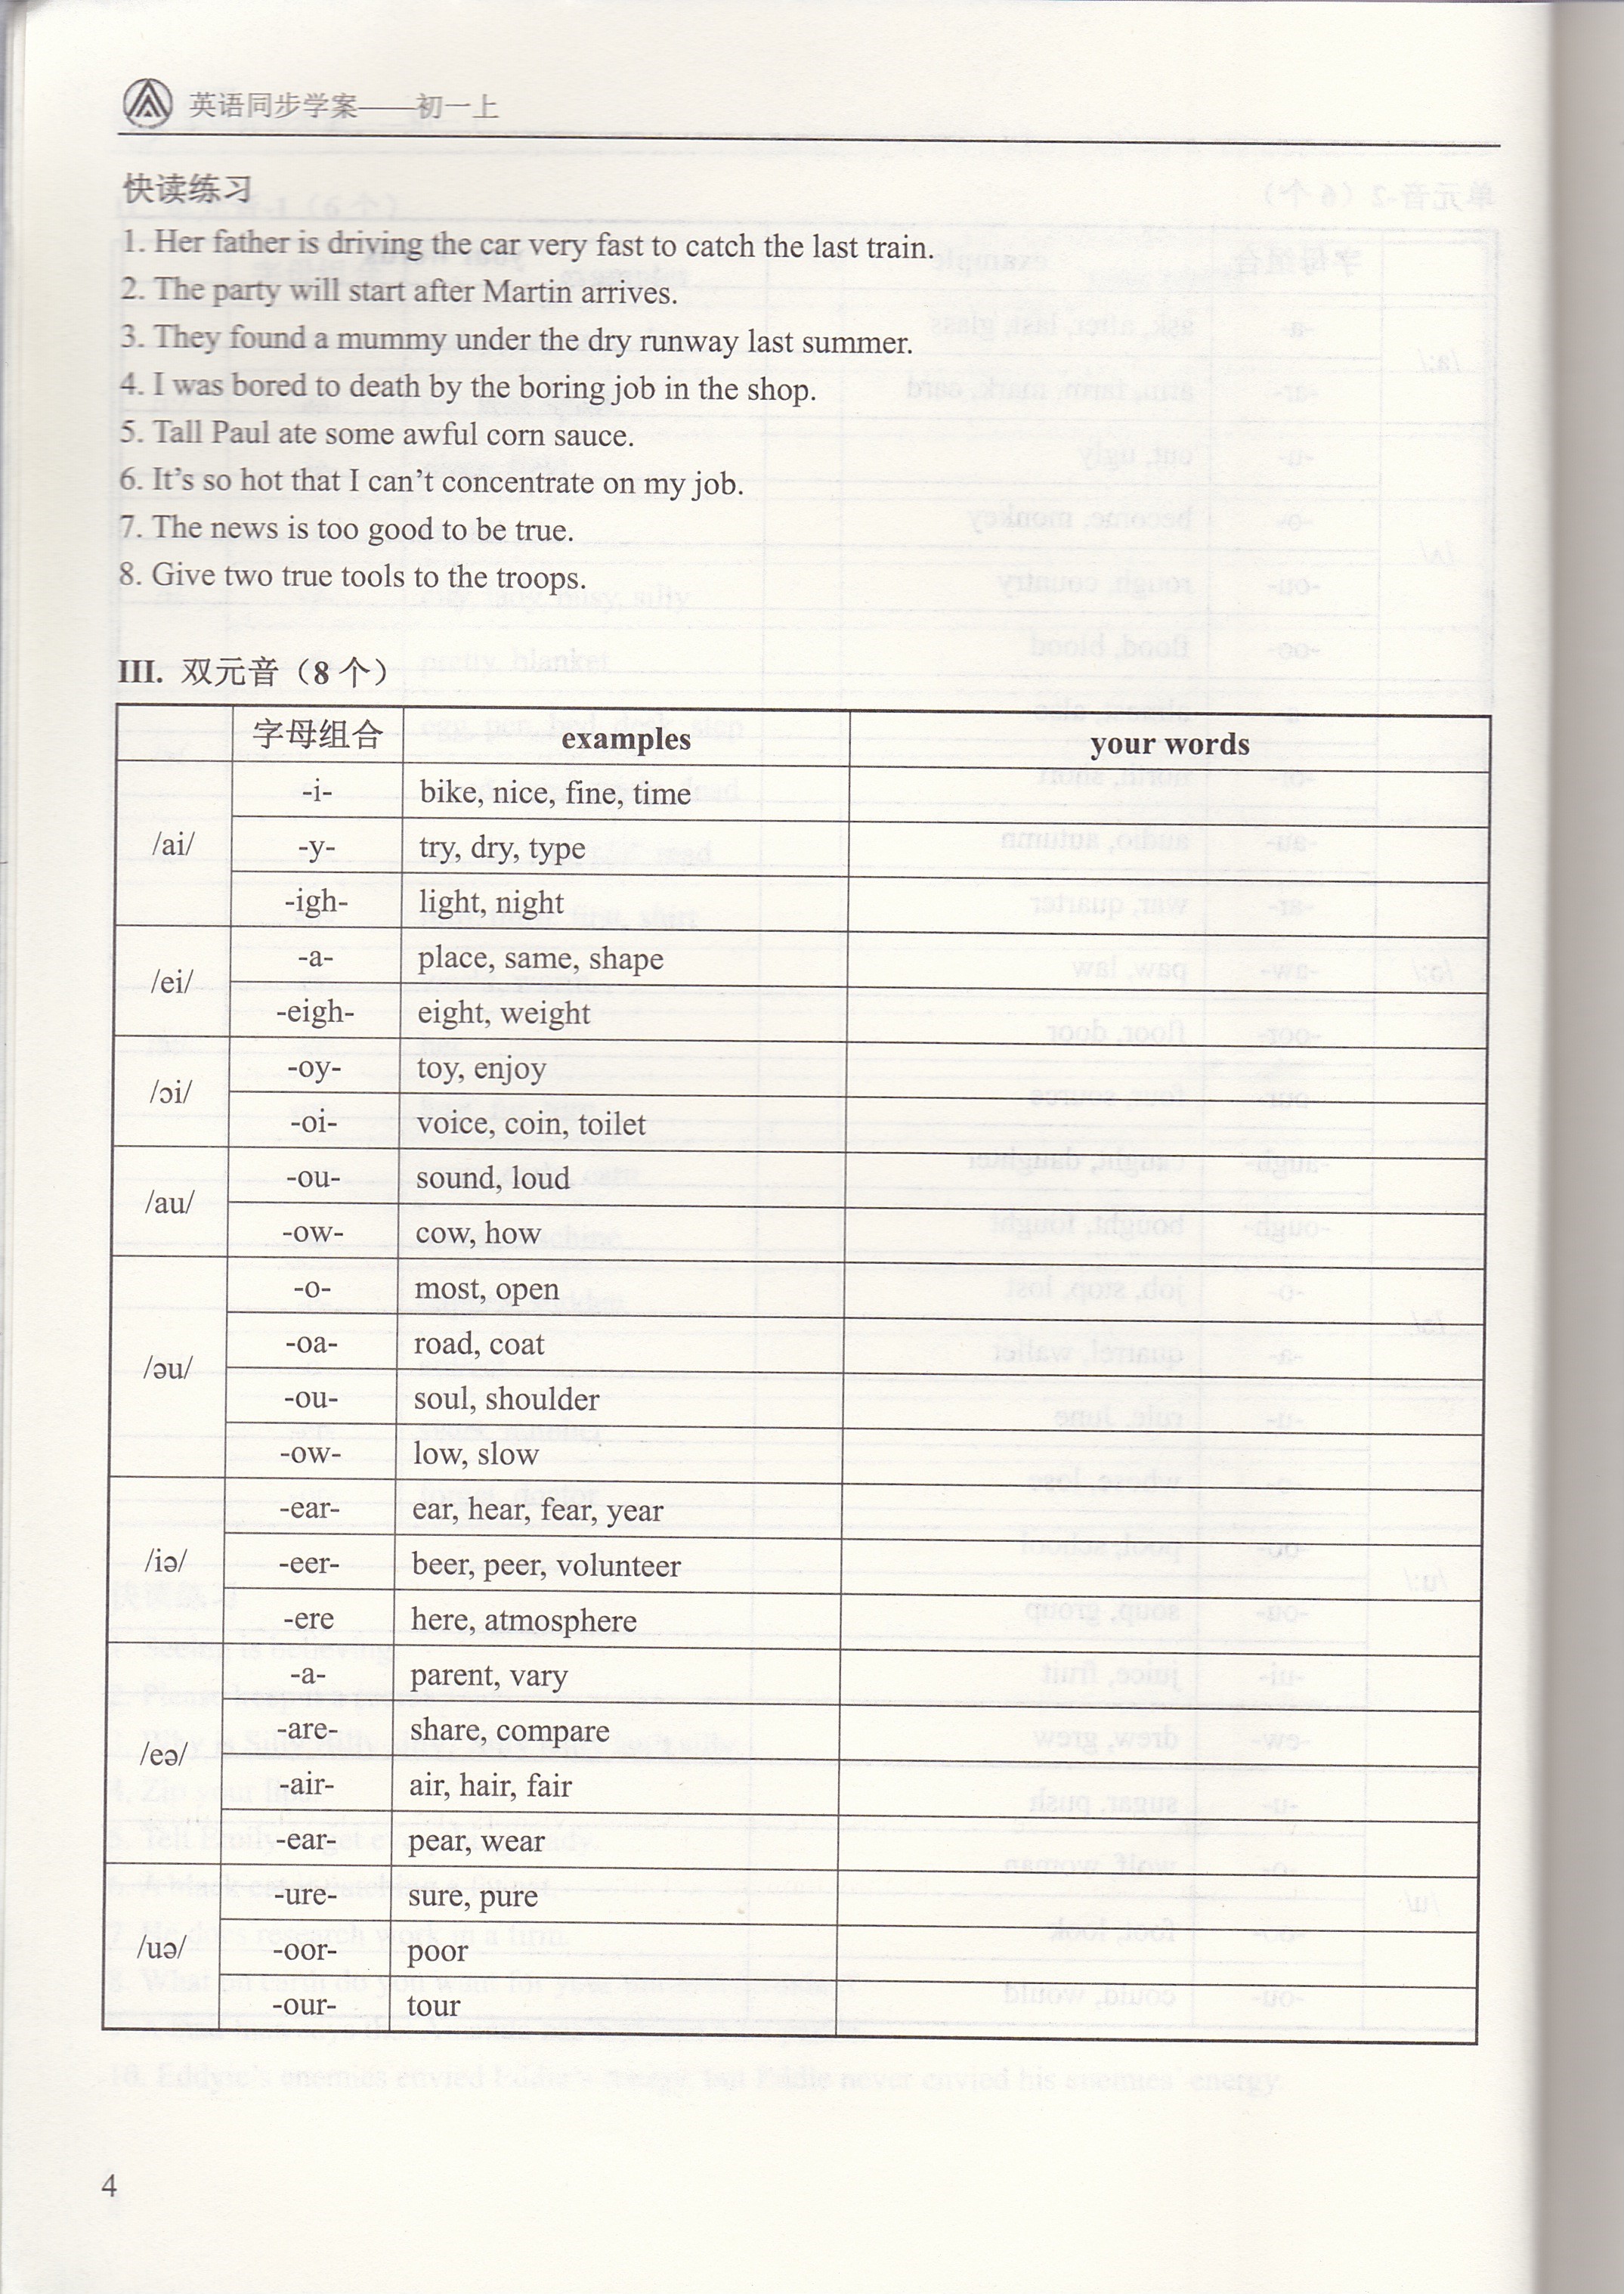 英语同步学案——初一上
快读练习
1. Her father is driving the car very fast to catch the last train.
2. The party will start after Martin arrives.
3. They found a mummy under the dry runway last summer.
4. I was bored to death by the boring job in the shop.
5. Tall Paul ate some awful corn sauce.
6. It’s so hot that I can’t concentrate on my job.
7. The news is too good to be true.
8. Give two true tools to the troops.
III. 双元音（8 个）
字母组合 examples your words
/ai/ -i- bike, nice, fine, time
-y- try, dry, type
-igh- light, night
/ei/ -a- place, same, shape
-eigh- eight, weight
/ɔi/ -oy- toy, enjoy
-oi- voice, coin, toilet
/au/ -ou- sound, loud
-ow- cow, how
/əu/ -o- most, open
-oa- road, coat
-ou- soul, shoulder
-ow- low, slow
/iə/ -ear- ear, hear, fear, year
-eer- beer, peer, volunteer
-ere here, atmosphere
/eə/ -a- parent, vary
-are- share, compare
-air- air, hair, fair
-ear- pear, wear
/uə/ -ure- sure, pure
-oor- poor
-our- tour
4